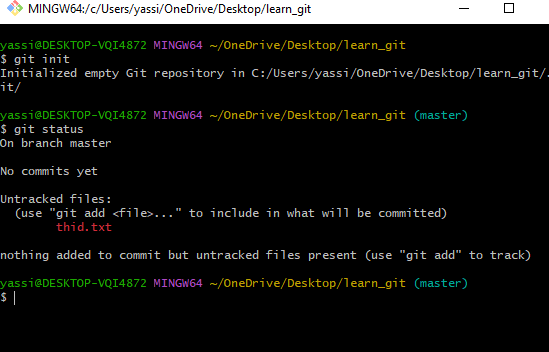 MINGW64:/c/Users/yassi/OneDrive/Desktop/learn_git
yassi@DESKTOP-VQI4872 MINGW64 ~/OneDrive/Desktop/learn_git
$ git init
Initialized empty Git repository in C:/Users/yassi/OneDrive/Desktop/learn_git/.
it/
yassi@DESKTOP-VQI4872 MINGW64 ~/OneDrive/Desktop/learn_git (master)
$ git status
On branch master
No commits yet
Untracked files:
(use "git add <file>..." to include in what will be committed)
thid.txt
nothing added to commit but untracked files present (use "git add" to track)
yassi@DESKTOP-VQI4872 MINGW64 ~/OneDrive/Desktop/learn_git (master)
$